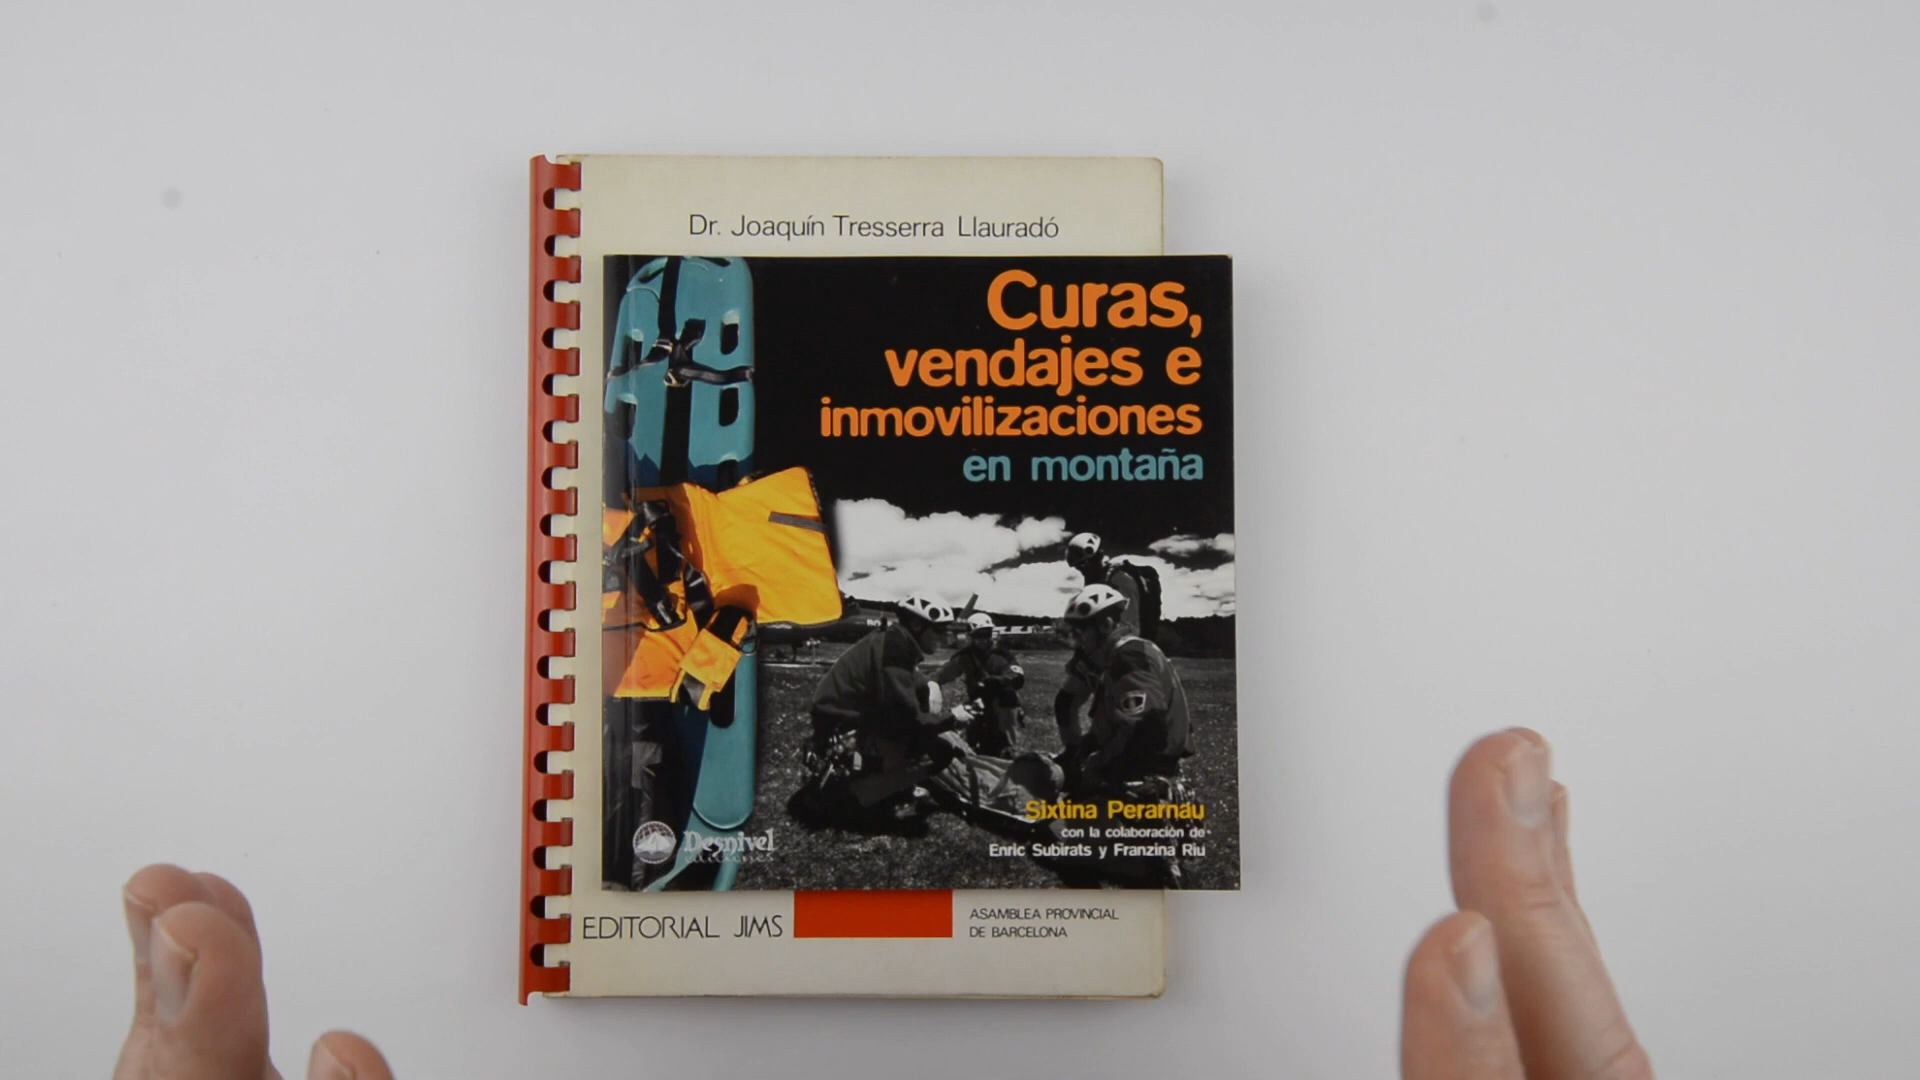 Dr. Joaquín Tresserra Llauradó
Curas,
vendajes e
inmovilizaciones
en montaña
Sixtina Perarnau
con la colaboración de
Enric Subirats y Franzina Riu
Desnivel
ediciones
EDITORIAL JIMS
ASAMBLEA PROVINCIAL
DE BARCELONA